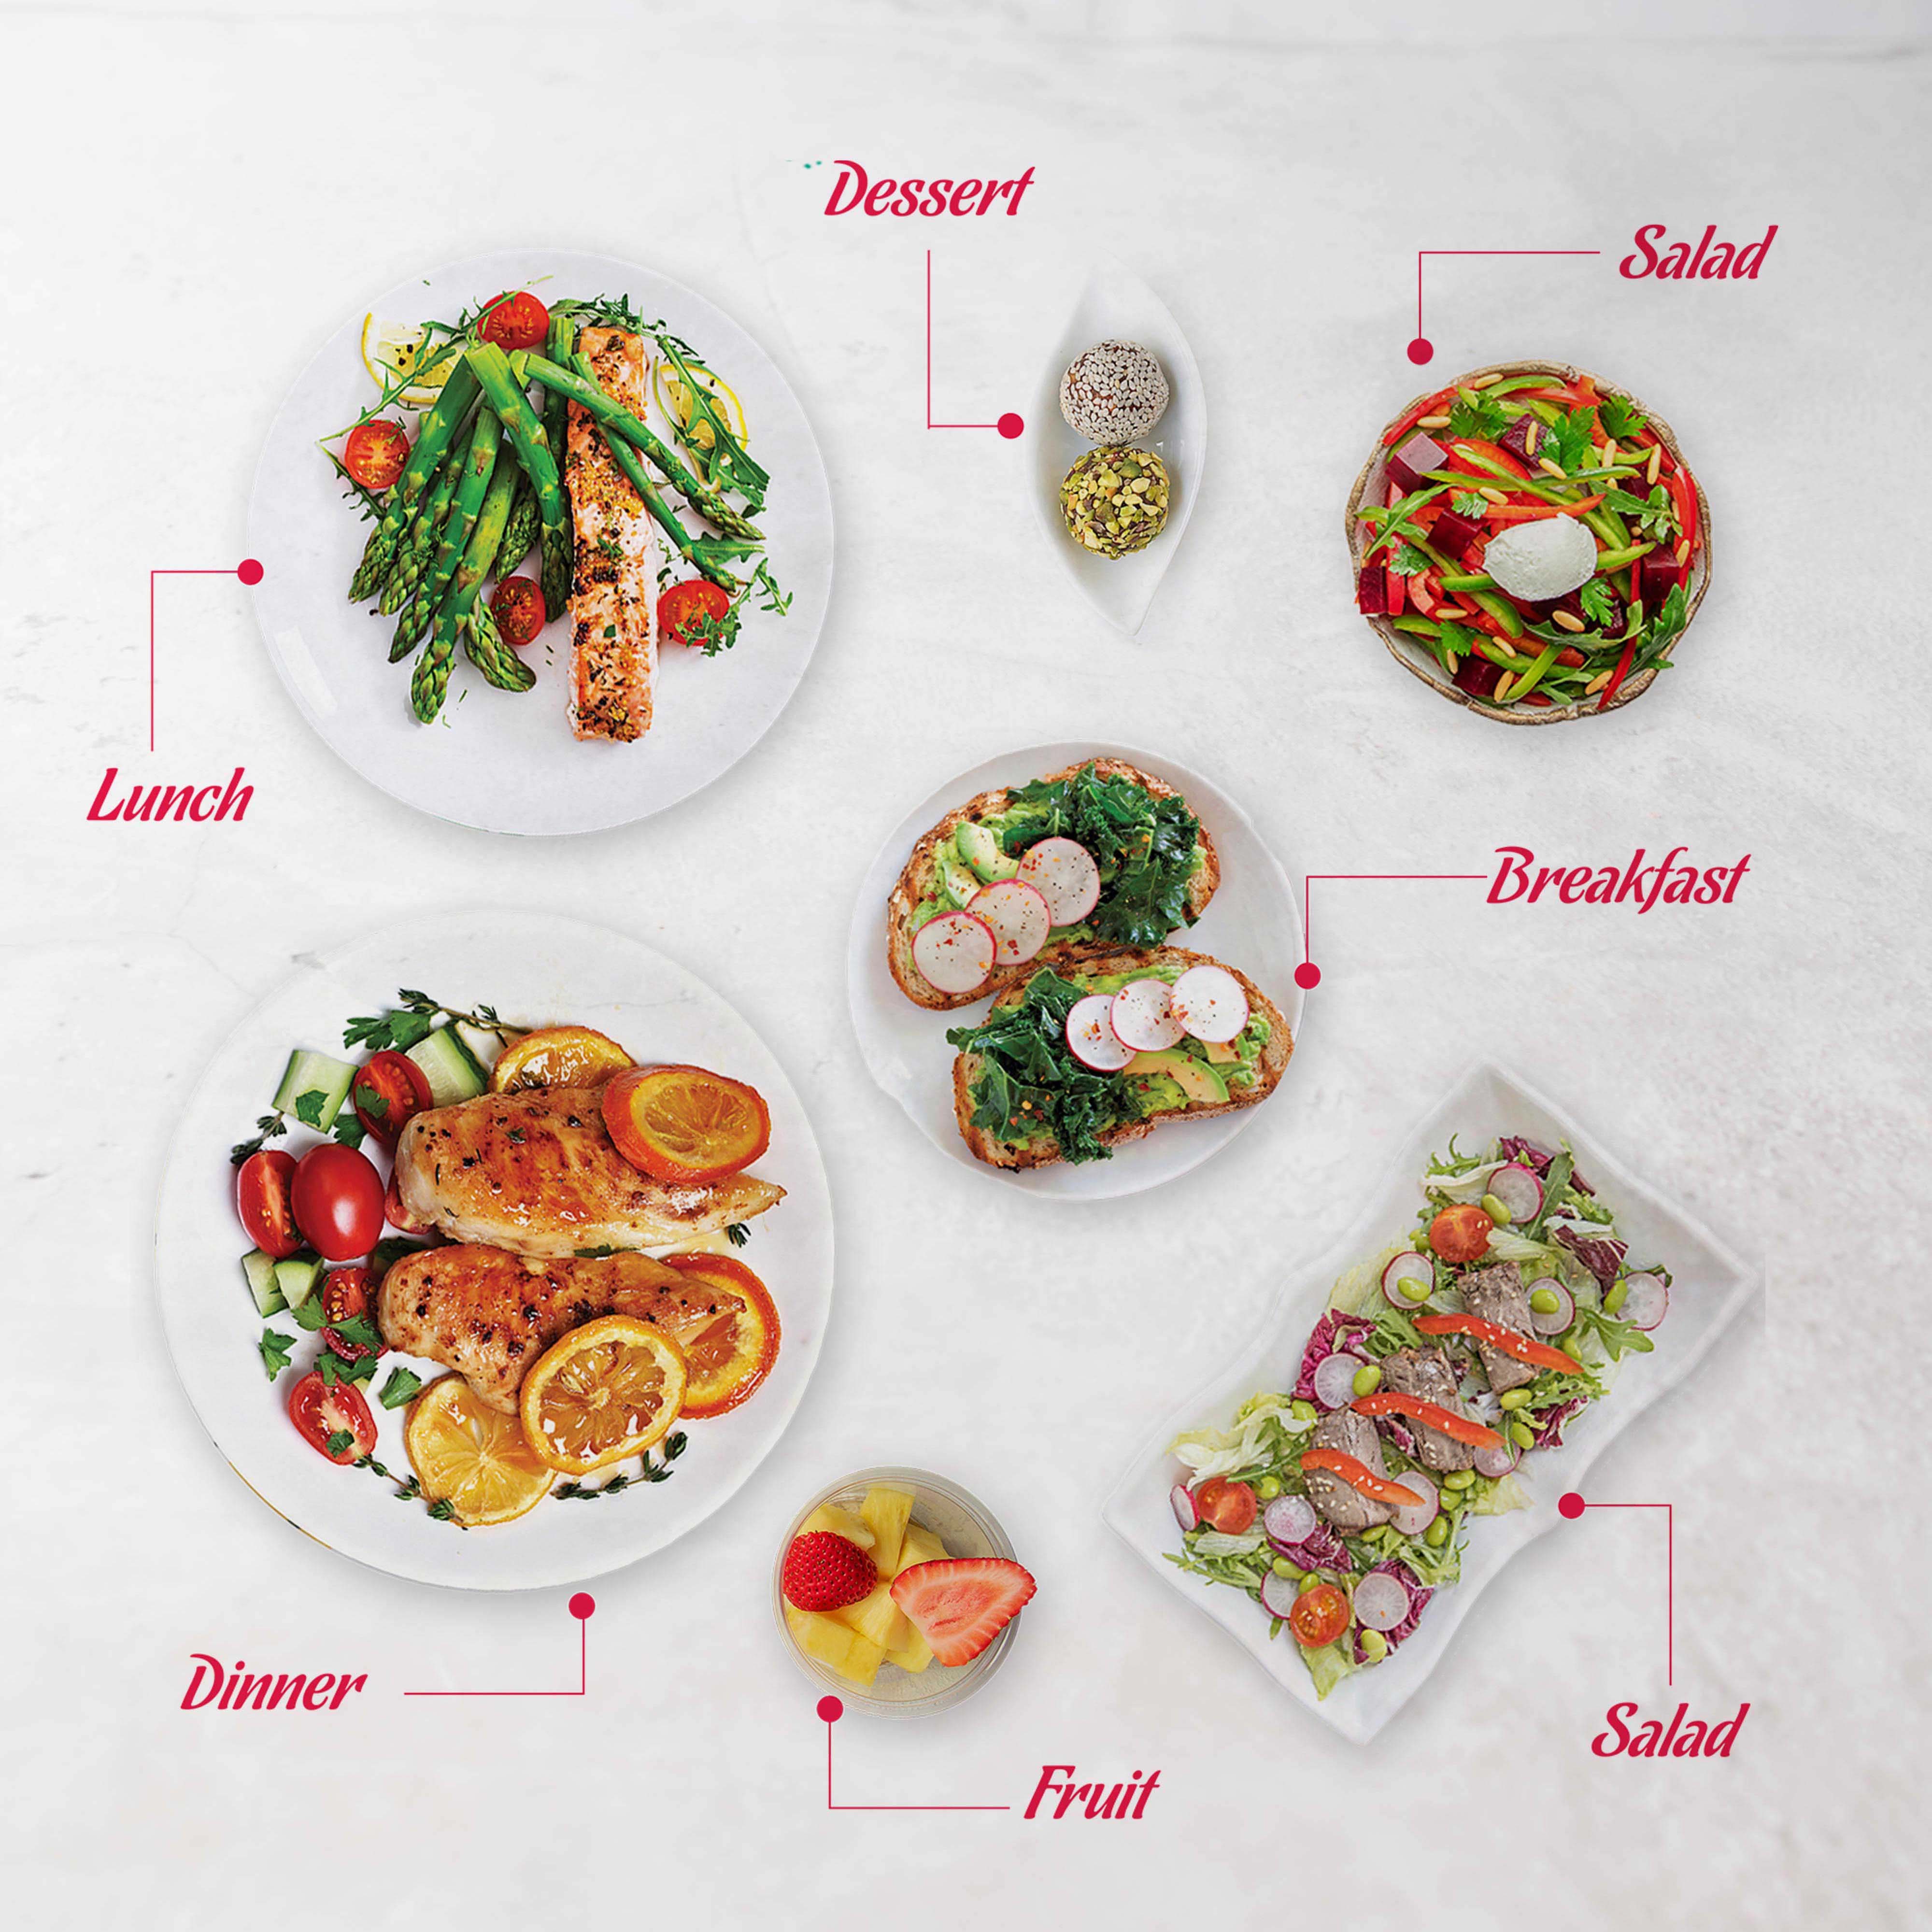 Dessert
Salad
Lunch
Breakfast
Dinner
Salad
Fruit